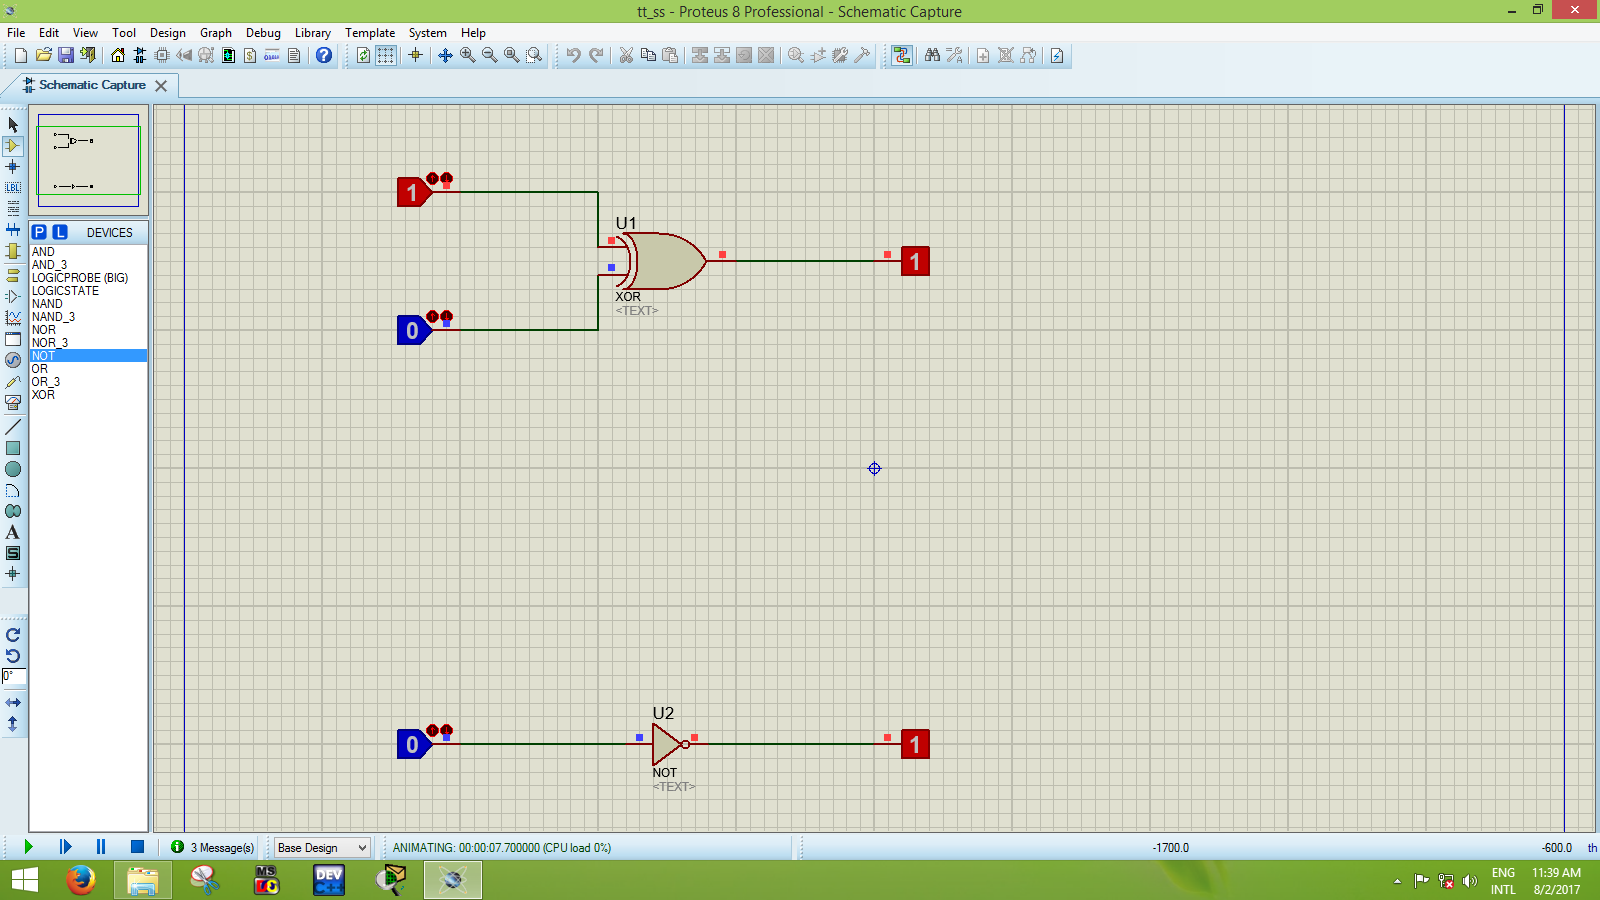 tt_ss - Proteus 8 Professional - Schematic Capture
File Edit View Tool Design Graph Debug Library Template System Help
Schematic Capture
LBL
A
S
0°
P L DEVICES
AND
AND_3
LOGICPROBE (BIG)
LOGICSTATE
NAND
NAND_3
NOR
NOR_3
NOT
OR
OR_3
XOR
1
U1
1
XOR
<TEXT>
0
U2
0
1
NOT
<TEXT>
3 Message(s) Base Design ANIMATING: 00:00:07.700000 (CPU load 0%) -1700.0 -600.0 th
MS
DEV
C++
ENG
INTL
11:39 AM
8/2/2017